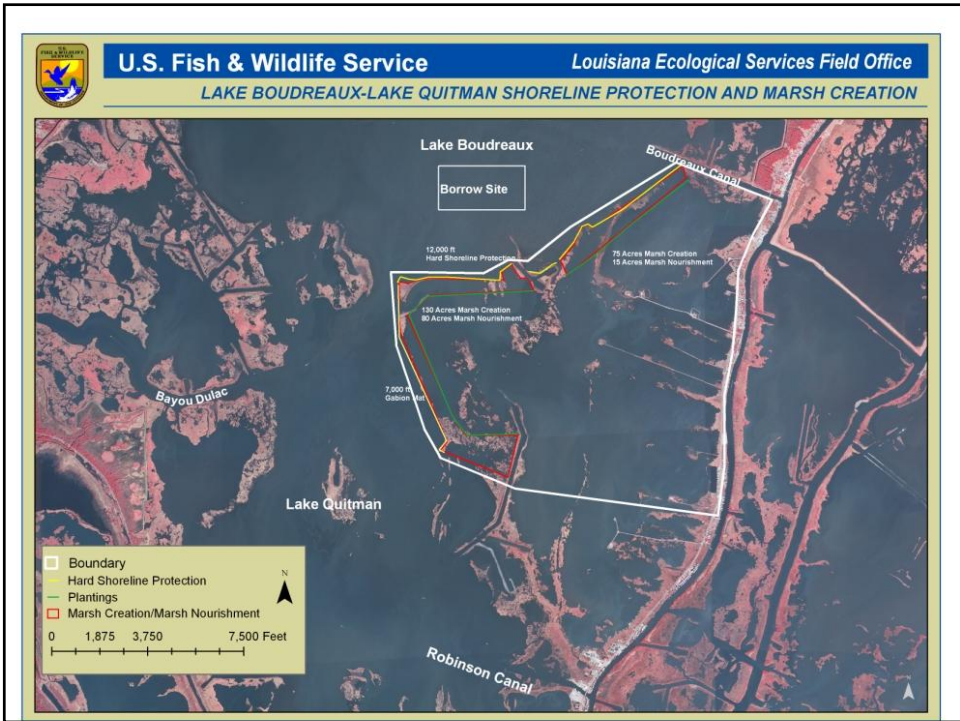 U.S.
FISH & WILDLIFE
SERVICE
U.S. Fish & Wildlife Service
Louisiana Ecological Services Field Office
LAKE BOUDREAUX-LAKE QUITMAN SHORELINE PROTECTION AND MARSH CREATION
Lake Boudreaux
Boudreaux Canal
Borrow Site
12,000 ft
Hard Shoreline Protection
75 Acres Marsh Creation
15 Acres Marsh Nourishment
130 Acres Marsh Creation
80 Acres Marsh Nourishment
7,000 ft
Gabion Mat
Bayou Dulac
Lake Quitman
Boundary
Hard Shoreline Protection
Plantings
Marsh Creation/Marsh Nourishment
N
0 1,875 3,750 7,500 Feet
Robinson Canal